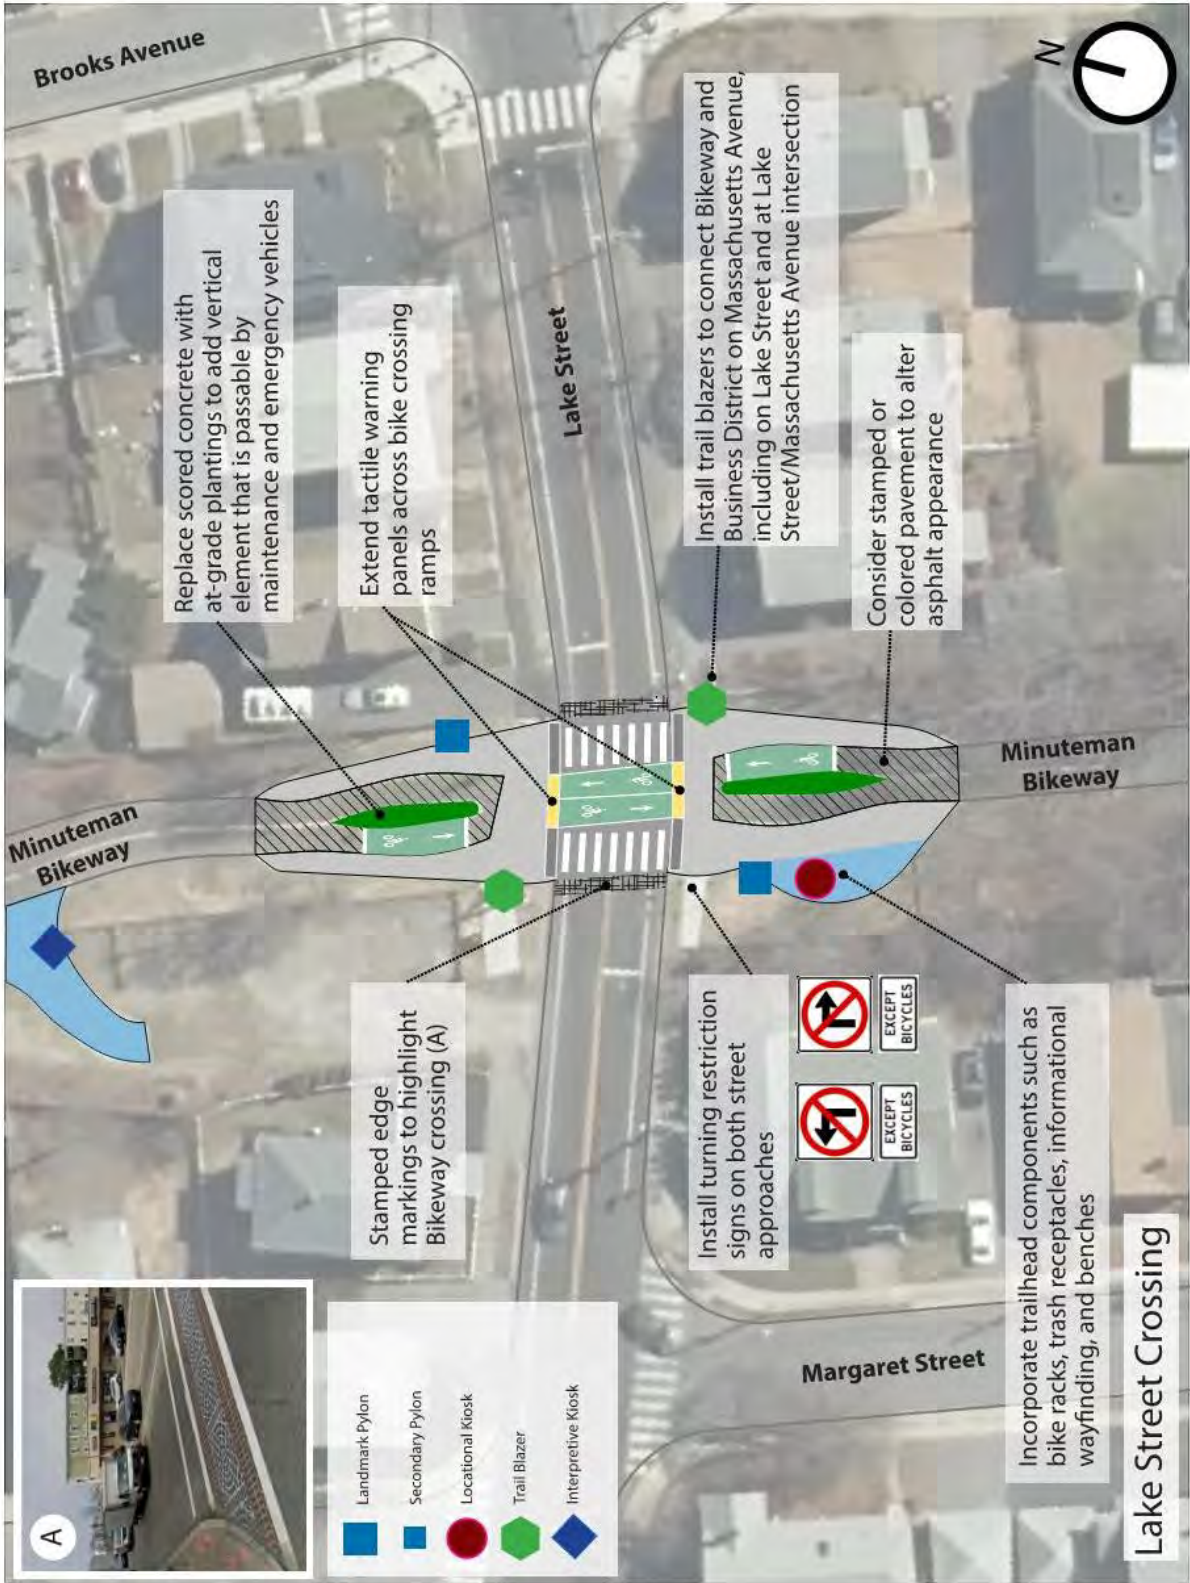 Brooks Avenue
N
Replace scored concrete with
at-grade plantings to add vertical
element that is passable by
maintenance and emergency vehicles
Extend tactile warning
panels across bike crossing
ramps
Lake Street
Install trail blazers to connect Bikeway and
Business District on Massachusetts Avenue,
including on Lake Street and at Lake
Street/Massachusetts Avenue intersection
Consider stamped or
colored pavement to alter
asphalt appearance
Minuteman
Bikeway
Minuteman
Bikeway
Stamped edge
markings to highlight
Bikeway crossing (A)
Install turning restriction
signs on both street
approaches
EXCEPT
BICYCLES
EXCEPT
BICYCLES
Incorporate trailhead components such as
bike racks, trash receptacles, informational
wayfinding, and benches
Margaret Street
A
Landmark Pylon
Secondary Pylon
Locational Kiosk
Trail Blazer
Interpretive Kiosk
Lake Street Crossing